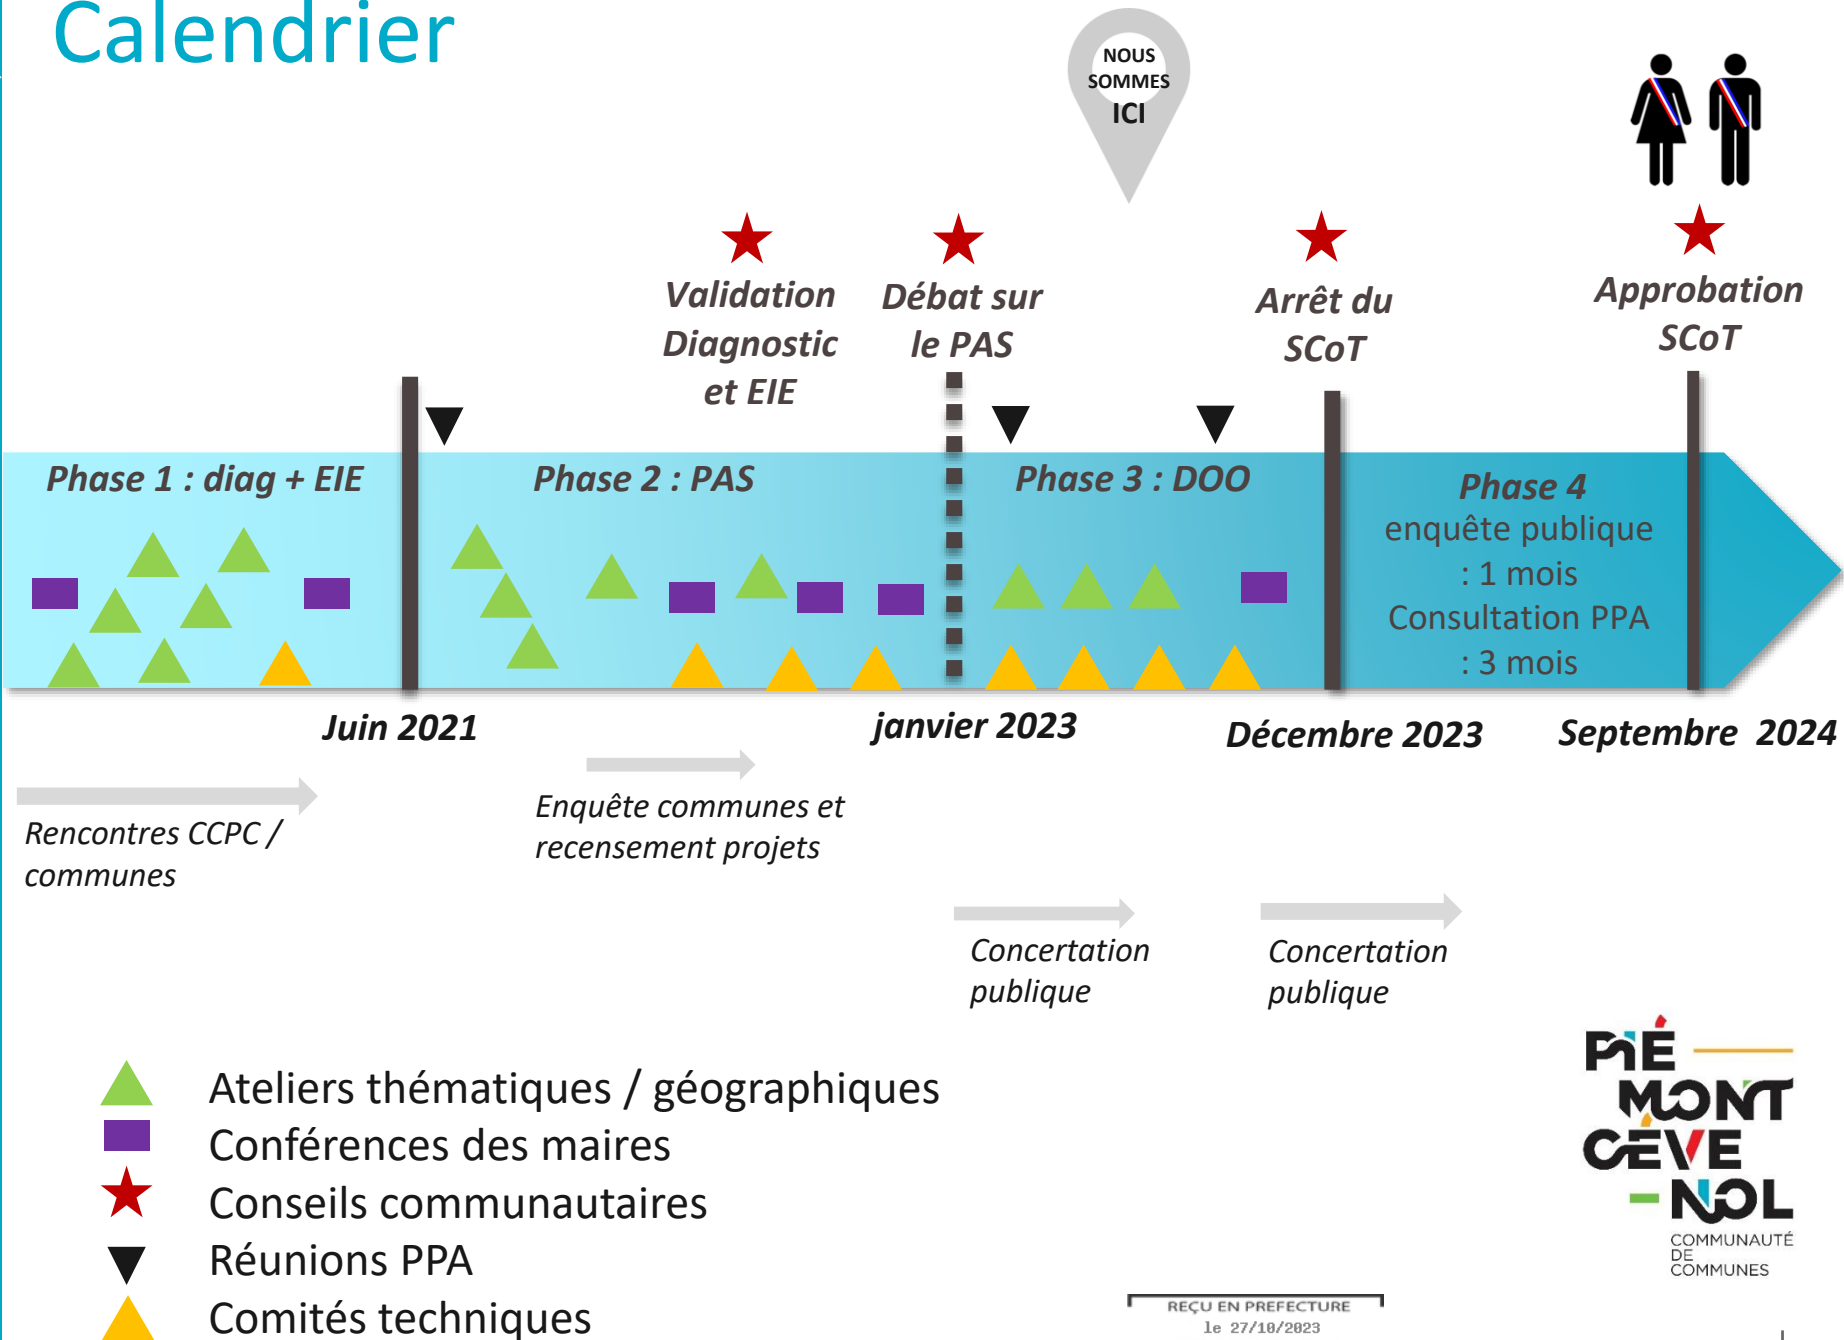 Calendrier
NOUS
SOMMES
ICI
Validation
Diagnostic
et EIE
Débat sur
le PAS
Arrêt du
SCoT
Approbation
SCoT
Phase 1 : diag + EIE
Phase 2 : PAS
Phase 3 : DOO
Phase 4
enquête publique
: 1 mois
Consultation PPA
: 3 mois
Juin 2021
janvier 2023
Décembre 2023
Septembre 2024
Rencontres CCPC /
communes
Enquête communes et
recensement projets
Concertation
publique
Concertation
publique
Ateliers thématiques / géographiques
Conférences des maires
Conseils communautaires
Réunions PPA
Comités techniques
PIÉ
MONT
CÉVE
NOL
COMMUNAUTÉ
DE
COMMUNES
REÇU EN PREFECTURE
le 27/10/2023